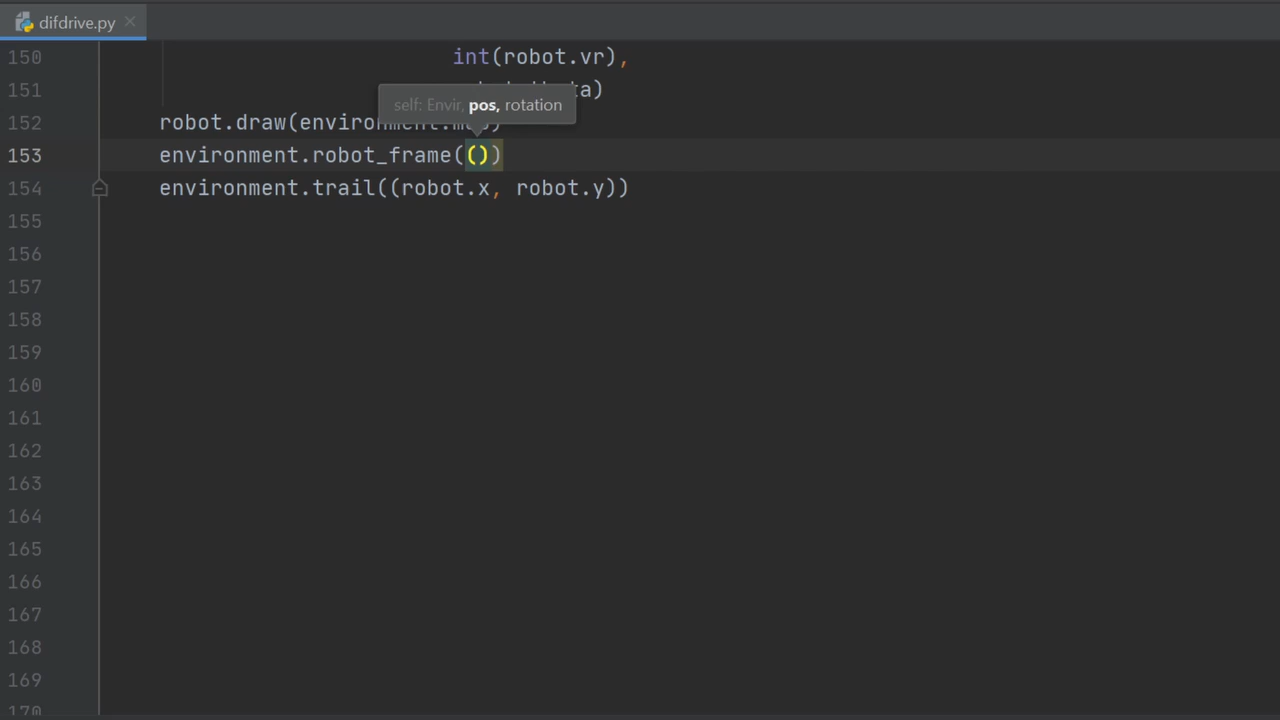 difdrive.py
150 int(robot.vr),
151 a)
self: Envir, pos, rotation
152 robot.draw(environment.map)
153 environment.robot_frame(())
154 environment.trail((robot.x, robot.y))
155
156
157
158
159
160
161
162
163
164
165
166
167
168
169
170